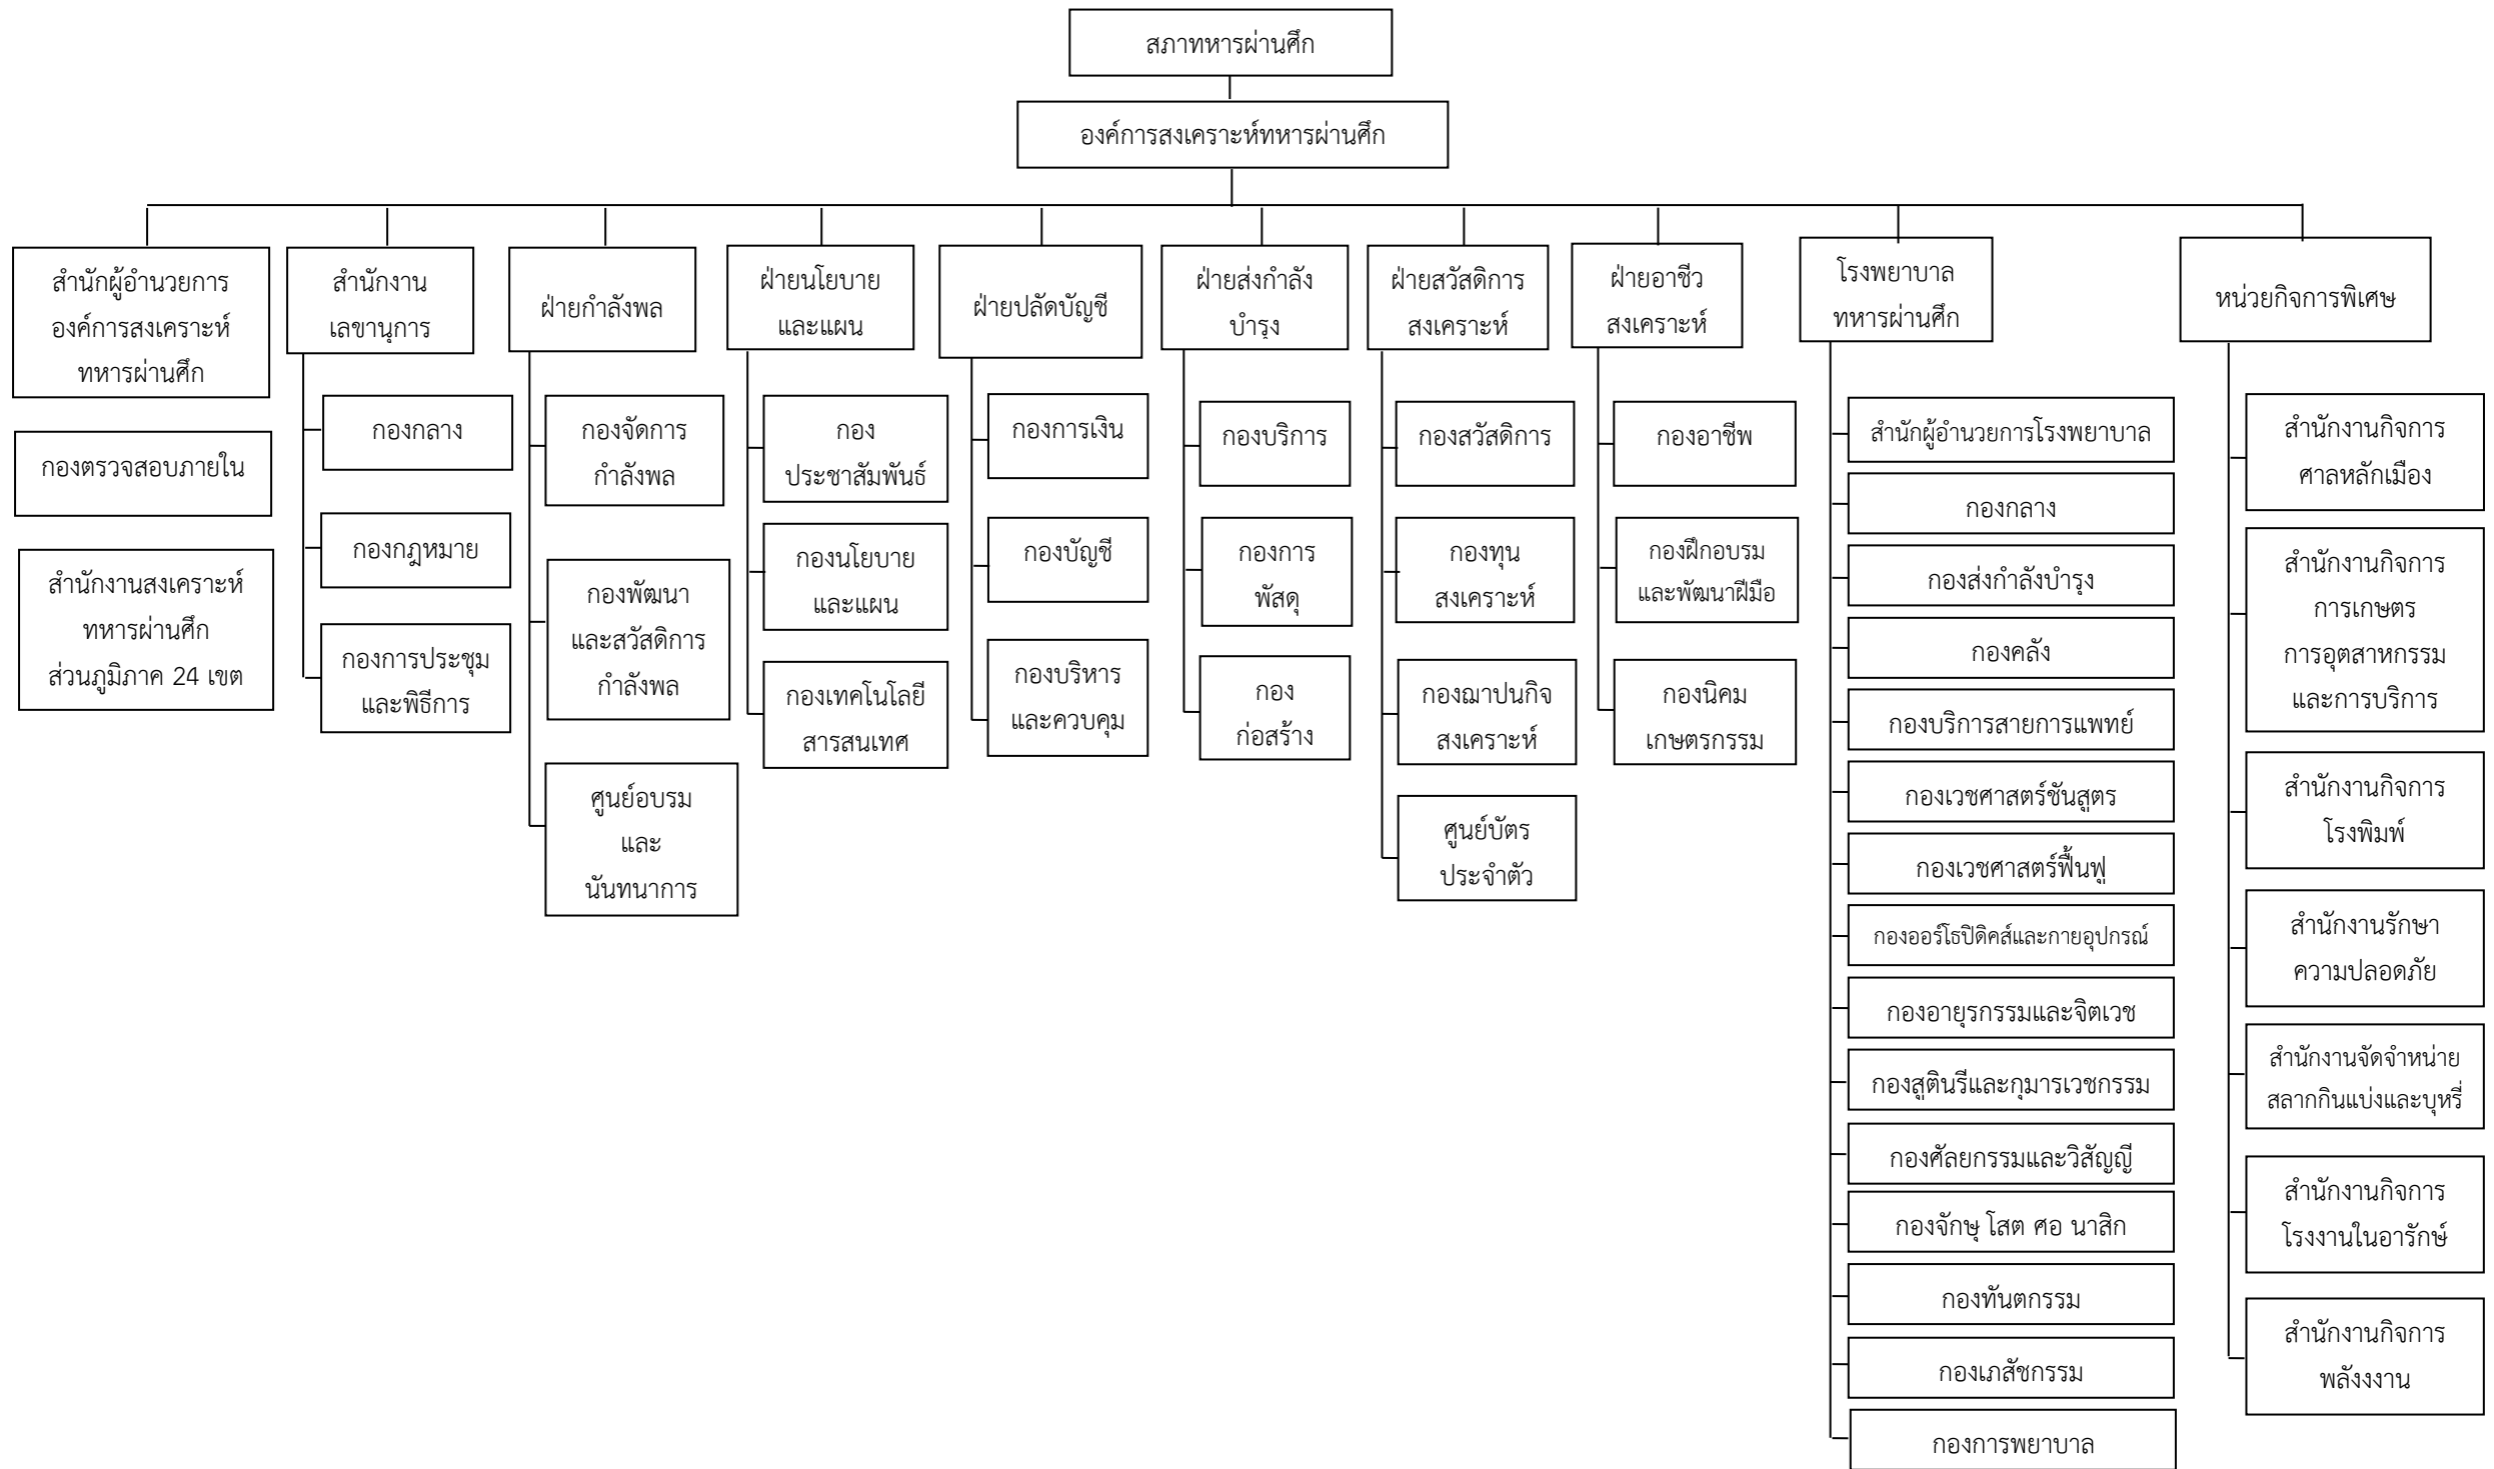 สภาทหารผ่านศึก
องค์การสงเคราะห์ทหารผ่านศึก
สำนักผู้อำนวยการ
องค์การสงเคราะห์
ทหารผ่านศึก
กองตรวจสอบภายใน
สำนักงานสงเคราะห์
ทหารผ่านศึก
ส่วนภูมิภาค 24 เขต
สำนักงาน
เลขานุการ
กองกลาง
กองกฎหมาย
กองการประชุม
และพิธีการ
ฝ่ายกำลังพล
กองจัดการ
กำลังพล
กองพัฒนา
และสวัสดิการ
กำลังพล
ศูนย์อบรม
และ
นันทนาการ
ฝ่ายนโยบาย
และแผน
กอง
ประชาสัมพันธ์
กองนโยบาย
และแผน
กองเทคโนโลยี
สารสนเทศ
ฝ่ายปลัดบัญชี
กองการเงิน
กองบัญชี
กองบริหาร
และควบคุม
ฝ่ายส่งกำลัง
บำรุง
กองบริการ
กองการ
พัสดุ
กอง
ก่อสร้าง
ฝ่ายสวัสดิการ
สงเคราะห์
กองสวัสดิการ
กองทุน
สงเคราะห์
กองฌาปนกิจ
สงเคราะห์
ศูนย์บัตร
ประจำตัว
ฝ่ายอาชีว
สงเคราะห์
กองอาชีพ
กองฝึกอบรม
และพัฒนาฝีมือ
กองนิคม
เกษตรกรรม
โรงพยาบาล
ทหารผ่านศึก
สำนักผู้อำนวยการโรงพยาบาล
กองกลาง
กองส่งกำลังบำรุง
กองคลัง
กองบริการสายการแพทย์
กองเวชศาสตร์ชันสูตร
กองเวชศาสตร์ฟื้นฟู
กองออร์โธปิดิคส์และกายอุปกรณ์
กองอายุรกรรมและจิตเวช
กองสูตินรีและกุมารเวชกรรม
กองศัลยกรรมและวิสัญญี
กองจักษุ โสต ศอ นาสิก
กองทันตกรรม
กองเภสัชกรรม
กองการพยาบาล
หน่วยกิจการพิเศษ
สำนักงานกิจการ
ศาลหลักเมือง
สำนักงานกิจการ
การเกษตร
การอุตสาหกรรม
และการบริการ
สำนักงานกิจการ
โรงพิมพ์
สำนักงานรักษา
ความปลอดภัย
สำนักงานจัดจำหน่าย
สลากกินแบ่งและบุหรี่
สำนักงานกิจการ
โรงงานในอารักษ์
สำนักงานกิจการ
พลังงงาน